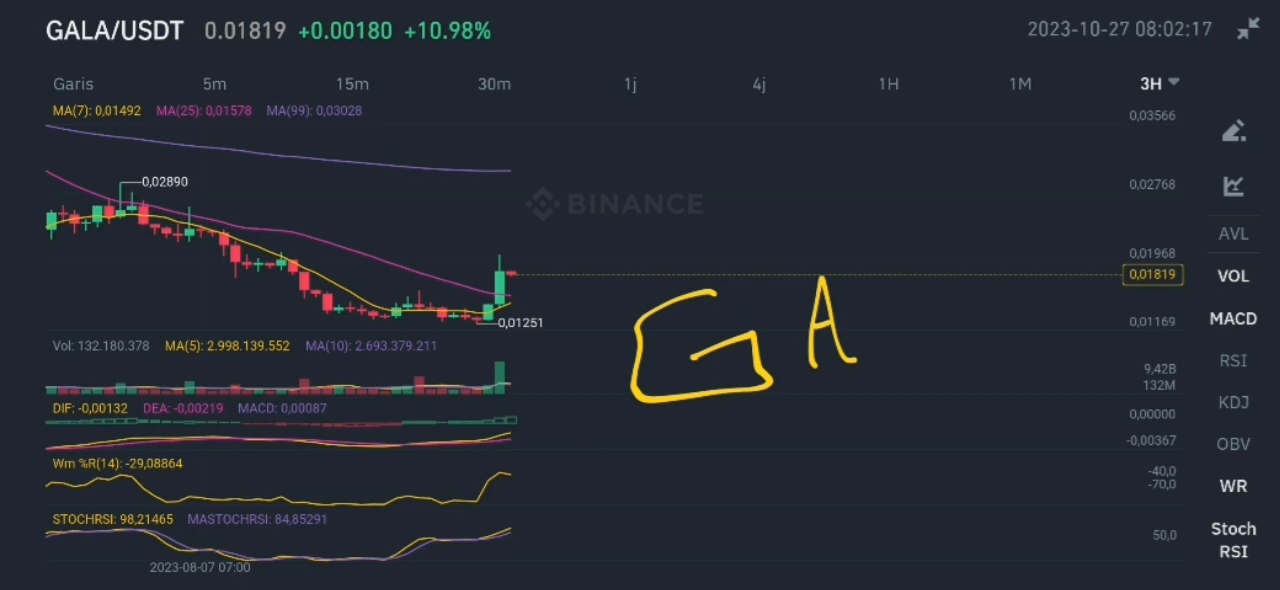 GALA/USDT 0.01819 +0.00180 +10.98% 2023-10-27 08:02:17
Garis 5m 15m 30m 1j 4j 1H 1M 3H
MA(7): 0,01492 MA(25): 0,01578 MA(99): 0,03028
0,03566
0,02890
0,02768
BINANCE
AVL
0,01968
0,01819
VOL
0,01251
0,01169
MACD
G A
Vol: 132.180.378 MA(5): 2.998.139.552 MA(10): 2.693.379.211
RSI
9,42B
132M
KDJ
DIF: -0,00132 DEA: -0,00219 MACD: 0,00087
0,00000
-0,00367
OBV
Wm %R(14): -29,08864
-40,0
-70,0
WR
STOCHRSI: 98,21465 MASTOCHRSI: 84,85291
50,0
Stoch
RSI
2023-08-07 07:00